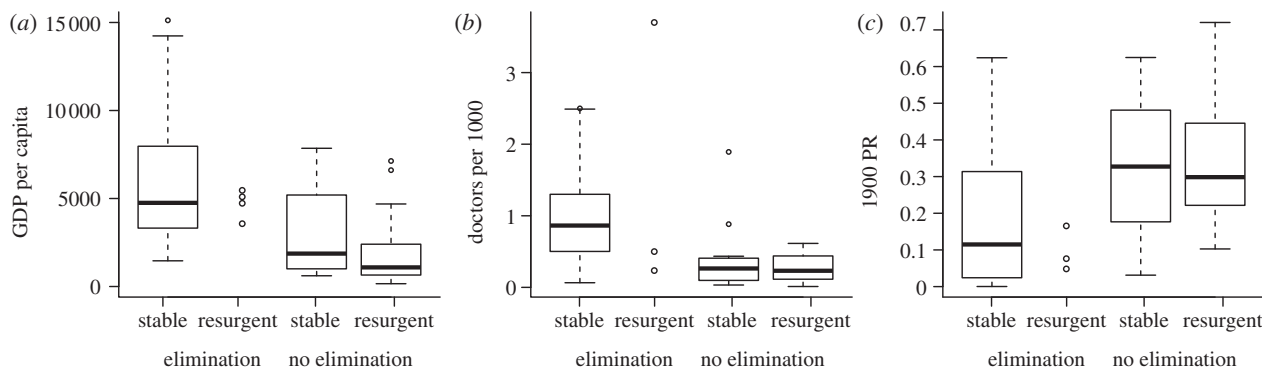 (a)
15 000
10 000
5000
0
GDP per capita
stable resurgent stable resurgent
elimination no elimination
(b)
3
2
1
0
doctors per 1000
stable resurgent stable resurgent
elimination no elimination
(c)
0.7
0.6
0.5
0.4
0.3
0.2
0.1
0
1900 PR
stable resurgent stable resurgent
elimination no elimination